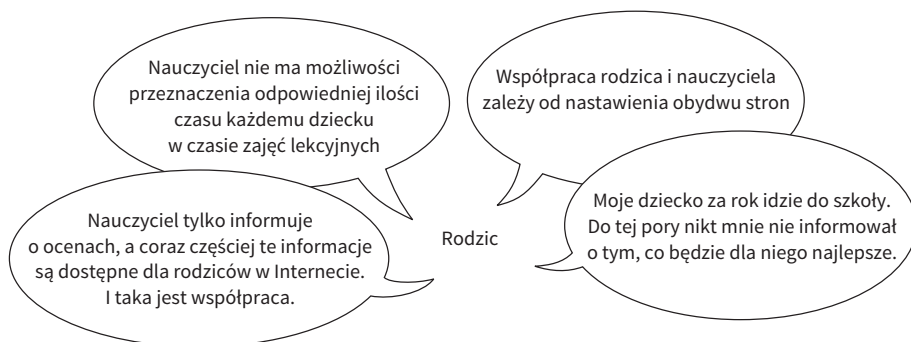 Nauczyciel nie ma możliwości
przeznaczenia odpowiedniej ilości
czasu każdemu dziecku
w czasie zajęć lekcyjnych
Współpraca rodzica i nauczyciela
zależy od nastawienia obydwu stron
Nauczyciel tylko informuje
o ocenach, a coraz częściej te informacje
są dostępne dla rodziców w Internecie.
I taka jest współpraca.
Rodzic
Moje dziecko za rok idzie do szkoły.
Do tej pory nikt mnie nie informował
o tym, co będzie dla niego najlepsze.